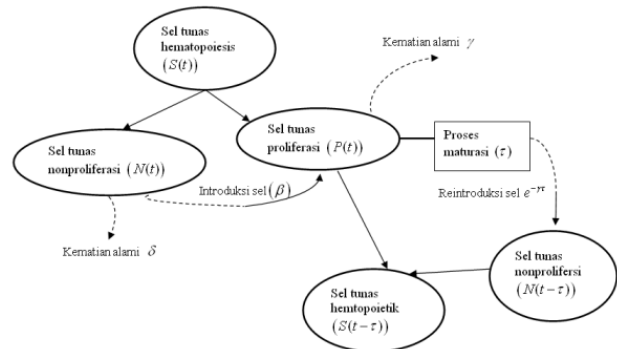 Sel tunas
hematopoiesis
(S(t))
Kematian alami γ
Sel tunas
proliferasi (P(t))
Proses
maturasi (τ)
Sel tunas
nonproliferasi (N(t))
Introduksi sel (β)
Reintroduksi sel e^{-γτ}
Kematian alami δ
Sel tunas
nonprolifersi
(N(t-τ))
Sel tunas
hemtopoietik
(S(t-τ))